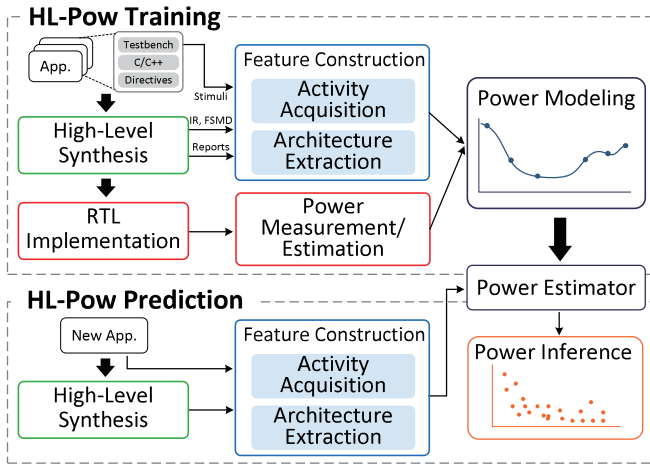 HL-Pow Training
Testbench
C/C++
Directives
App.
Stimuli
High-Level
Synthesis
IR, FSMD
Reports
Feature Construction
Activity
Acquisition
Architecture
Extraction
RTL
Implementation
Power
Measurement/
Estimation
Power Modeling
Power Estimator
HL-Pow Prediction
New App.
High-Level
Synthesis
Feature Construction
Activity
Acquisition
Architecture
Extraction
Power Inference